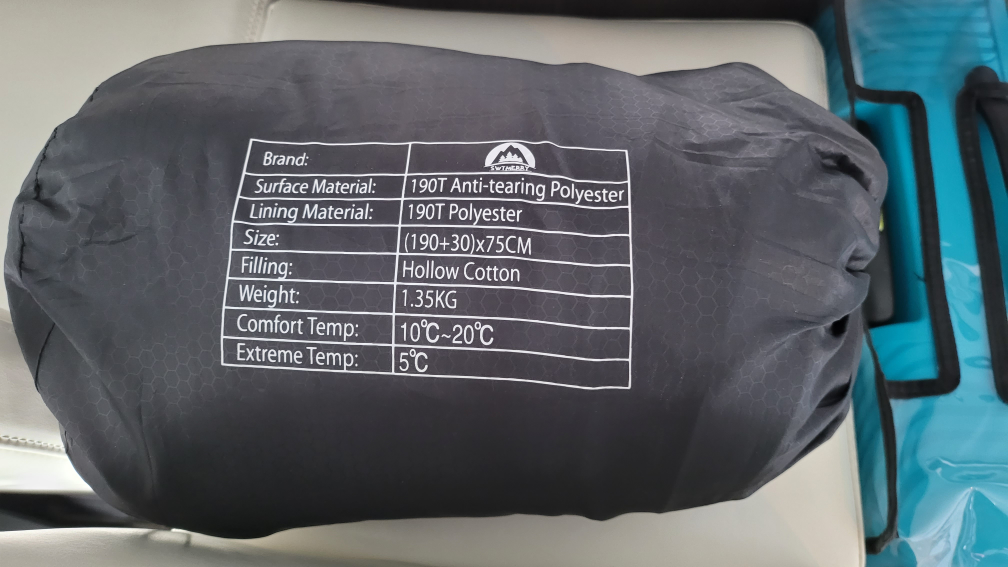 Brand: SWTMERRY
Surface Material: 190T Anti-tearing Polyester
Lining Material: 190T Polyester
Size: (190+30)x75CM
Filling: Hollow Cotton
Weight: 1.35KG
Comfort Temp: 10℃~20℃
Extreme Temp: 5℃